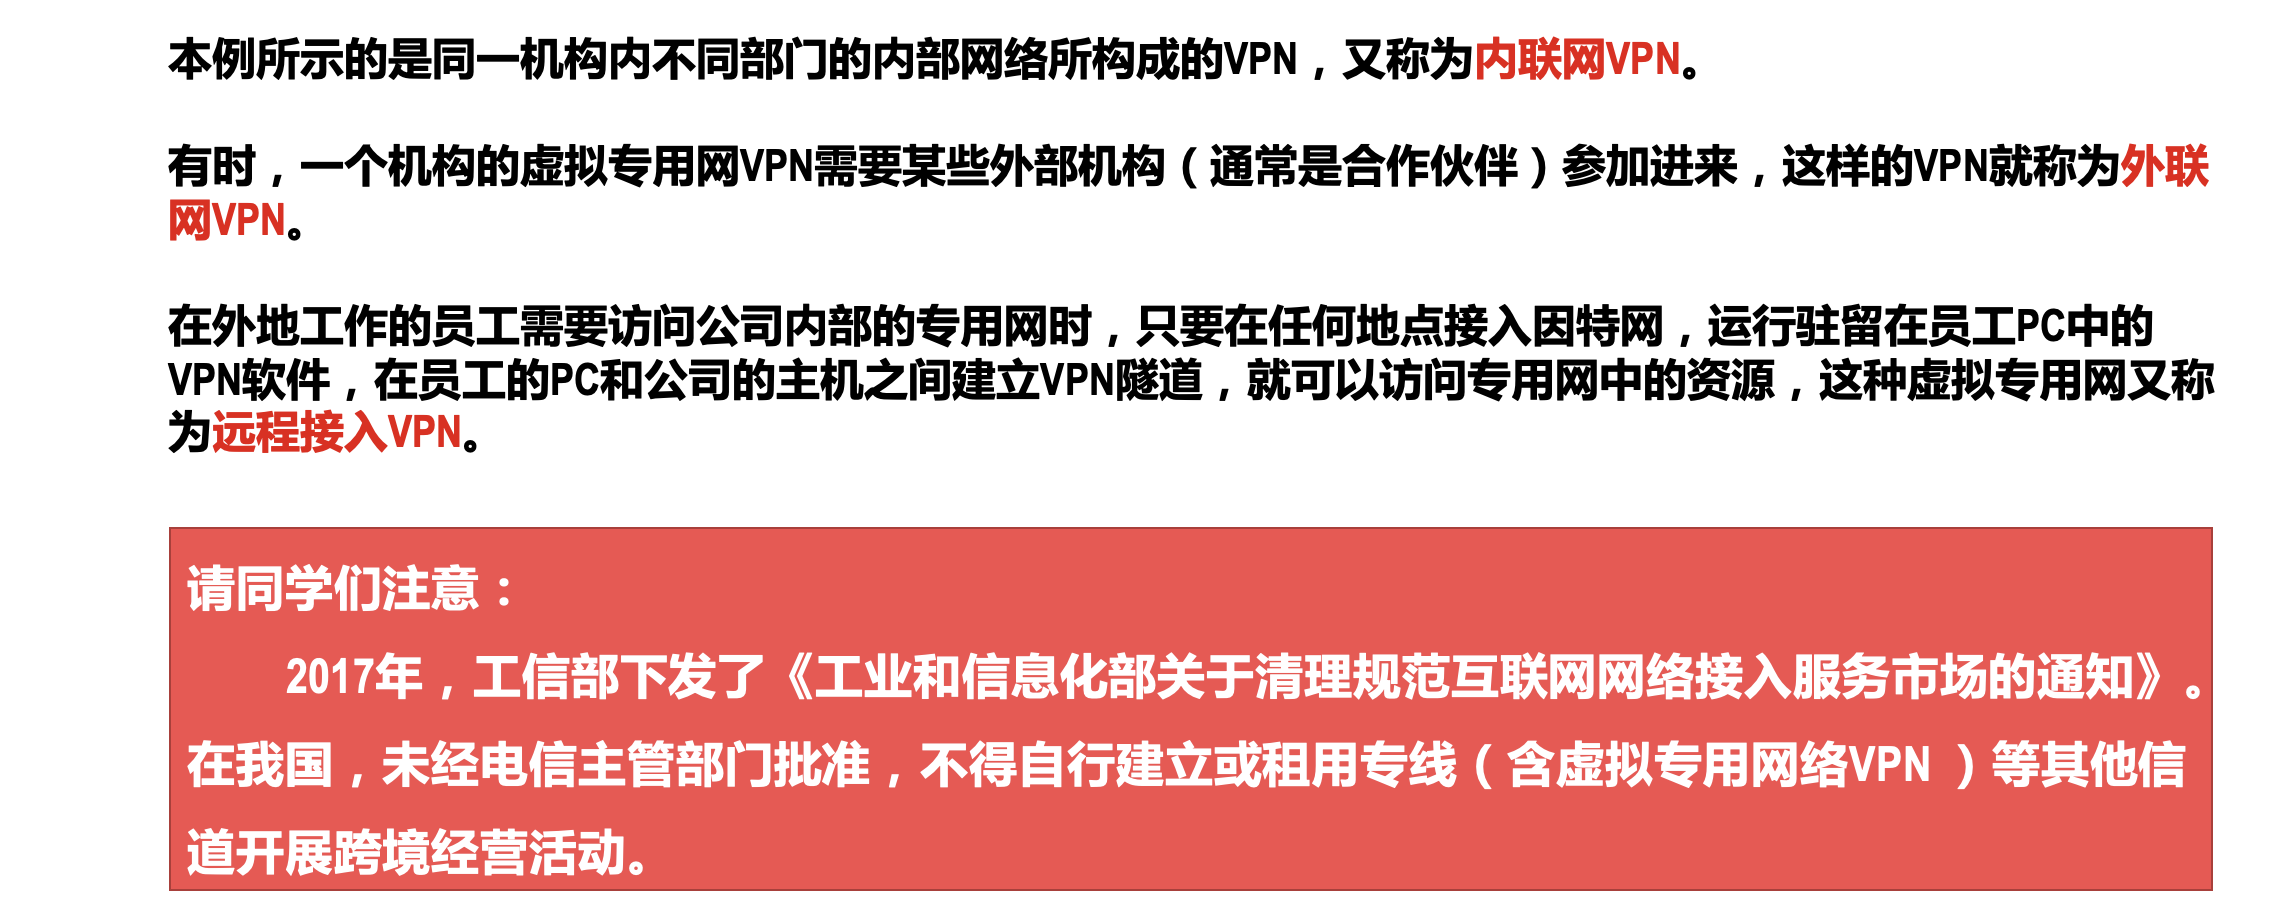 本例所示的是同一机构内不同部门的内部网络所构成的VPN，又称为内联网VPN。
有时，一个机构的虚拟专用网VPN需要某些外部机构（通常是合作伙伴）参加进来，这样的VPN就称为外联
网VPN。
在外地工作的员工需要访问公司内部的专用网时，只要在任何地点接入因特网，运行驻留在员工PC中的
VPN软件，在员工的PC和公司的主机之间建立VPN隧道，就可以访问专用网中的资源，这种虚拟专用网又称
为远程接入VPN。
请同学们注意：
2017年，工信部下发了《工业和信息化部关于清理规范互联网网络接入服务市场的通知》。
在我国，未经电信主管部门批准，不得自行建立或租用专线（含虚拟专用网络VPN ）等其他信
道开展跨境经营活动。